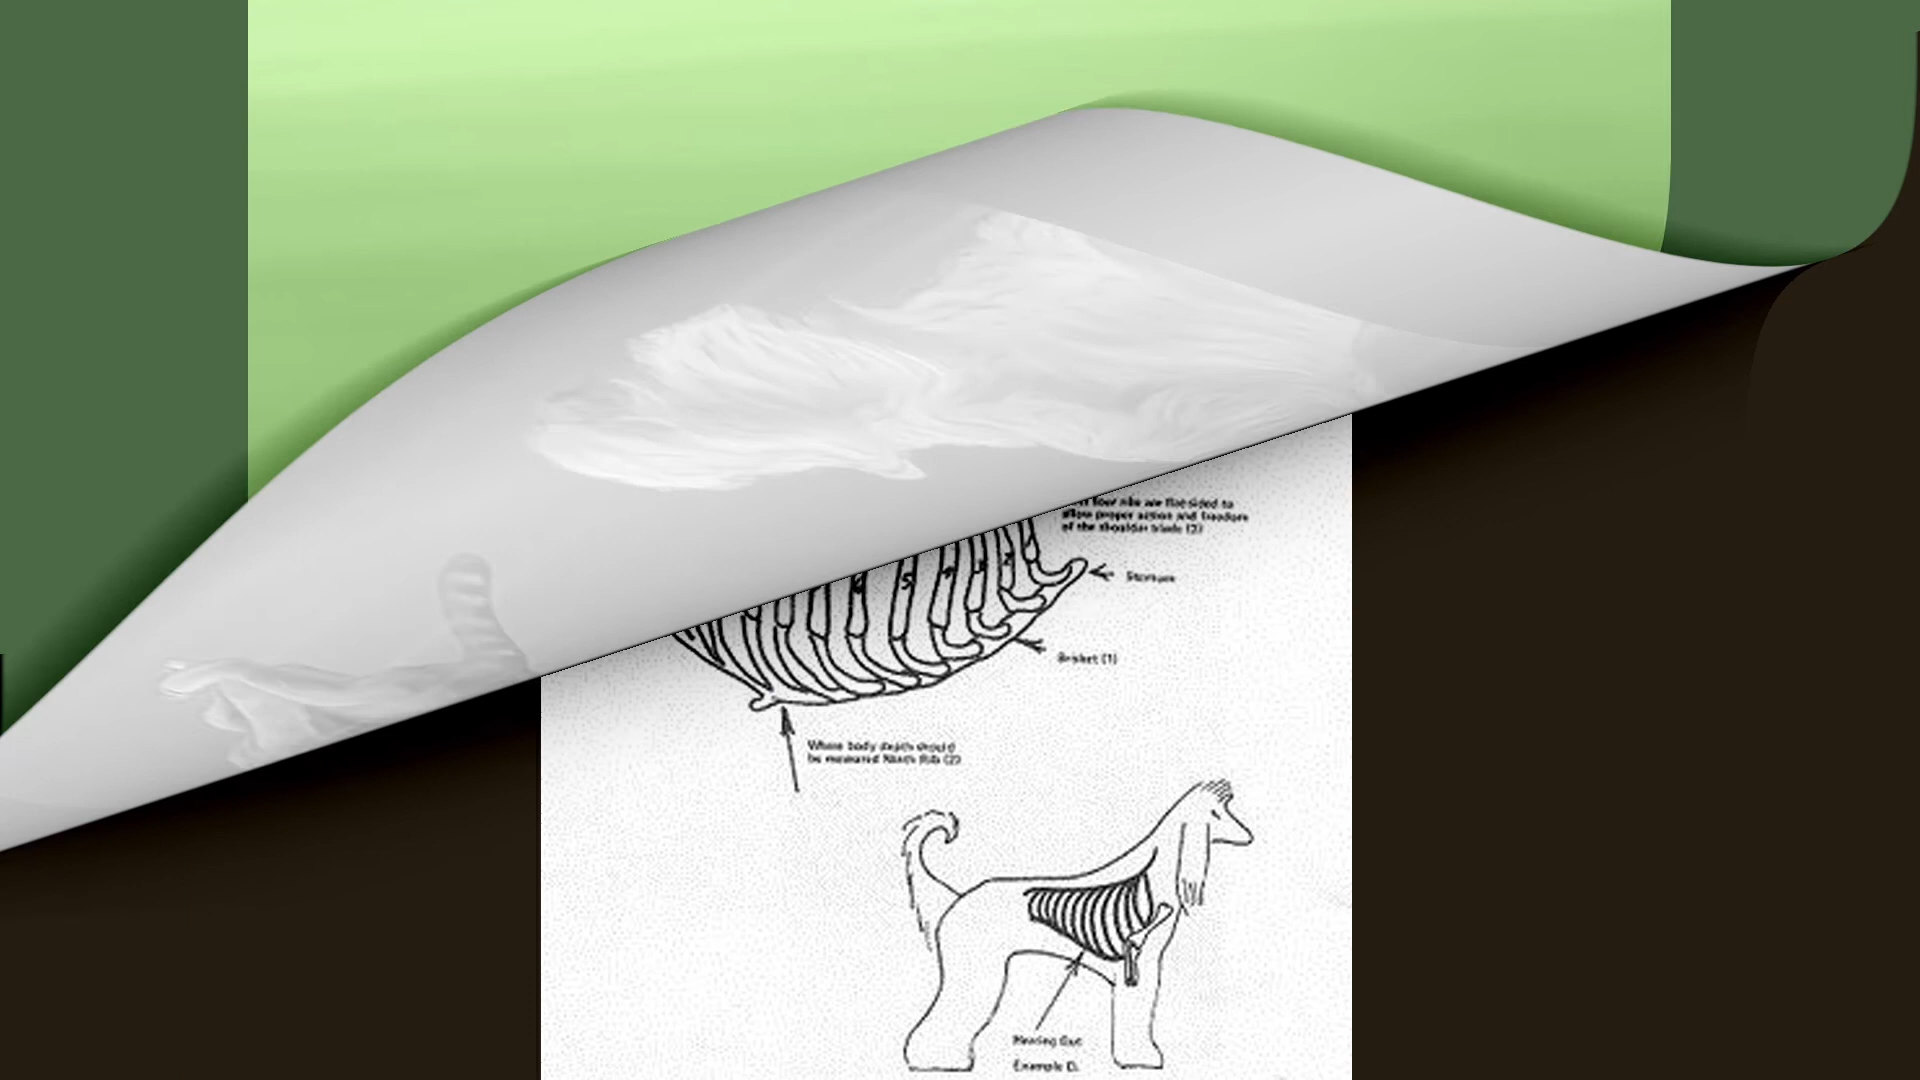 four ribs are flat-sided to
allow proper action and freedom
of the shoulder blade (2)
Sternum
Brisket (1)
Where body depth should
be measured Ninth Rib (2)
Example D.